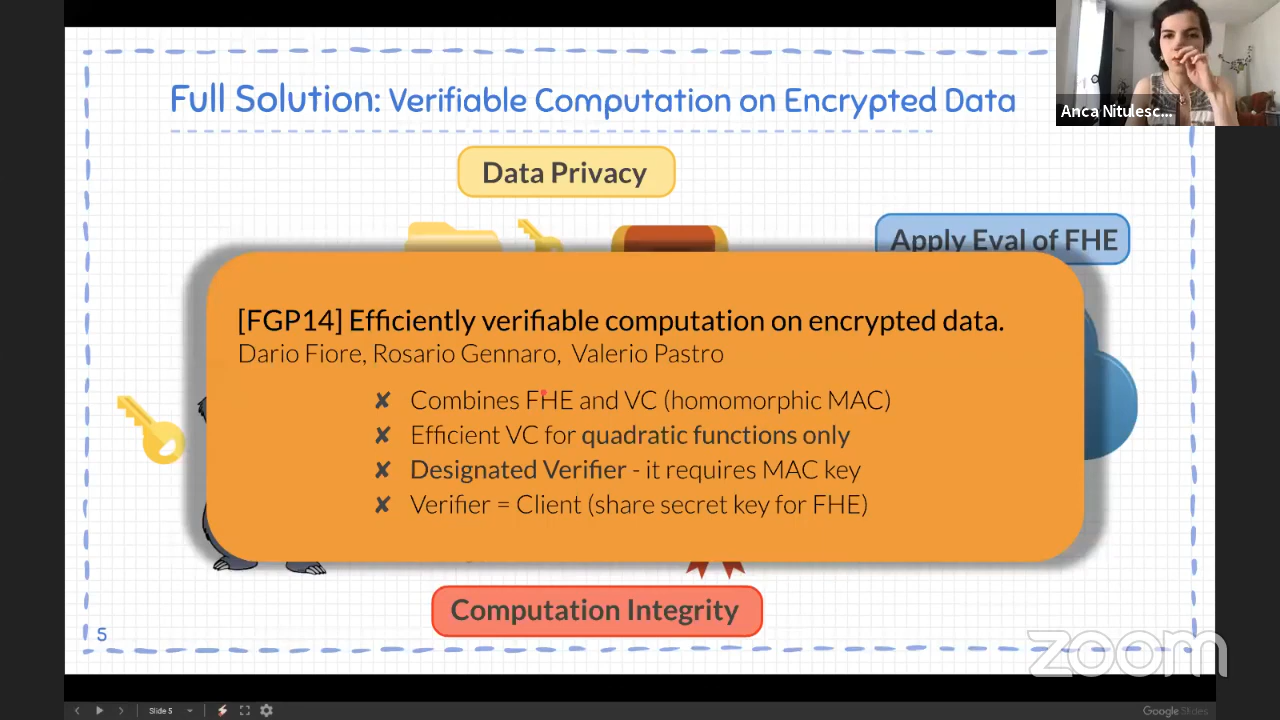 Full Solution: Verifiable Computation on Encrypted Data
Anca Nitulesc...
Data Privacy
Apply Eval of FHE
[FGP14] Efficiently verifiable computation on encrypted data.
Dario Fiore, Rosario Gennaro, Valerio Pastro
✘ Combines FHE and VC (homomorphic MAC)
✘ Efficient VC for quadratic functions only
✘ Designated Verifier - it requires MAC key
✘ Verifier = Client (share secret key for FHE)
Computation Integrity
5
zoom
Slide 5
Google Slides